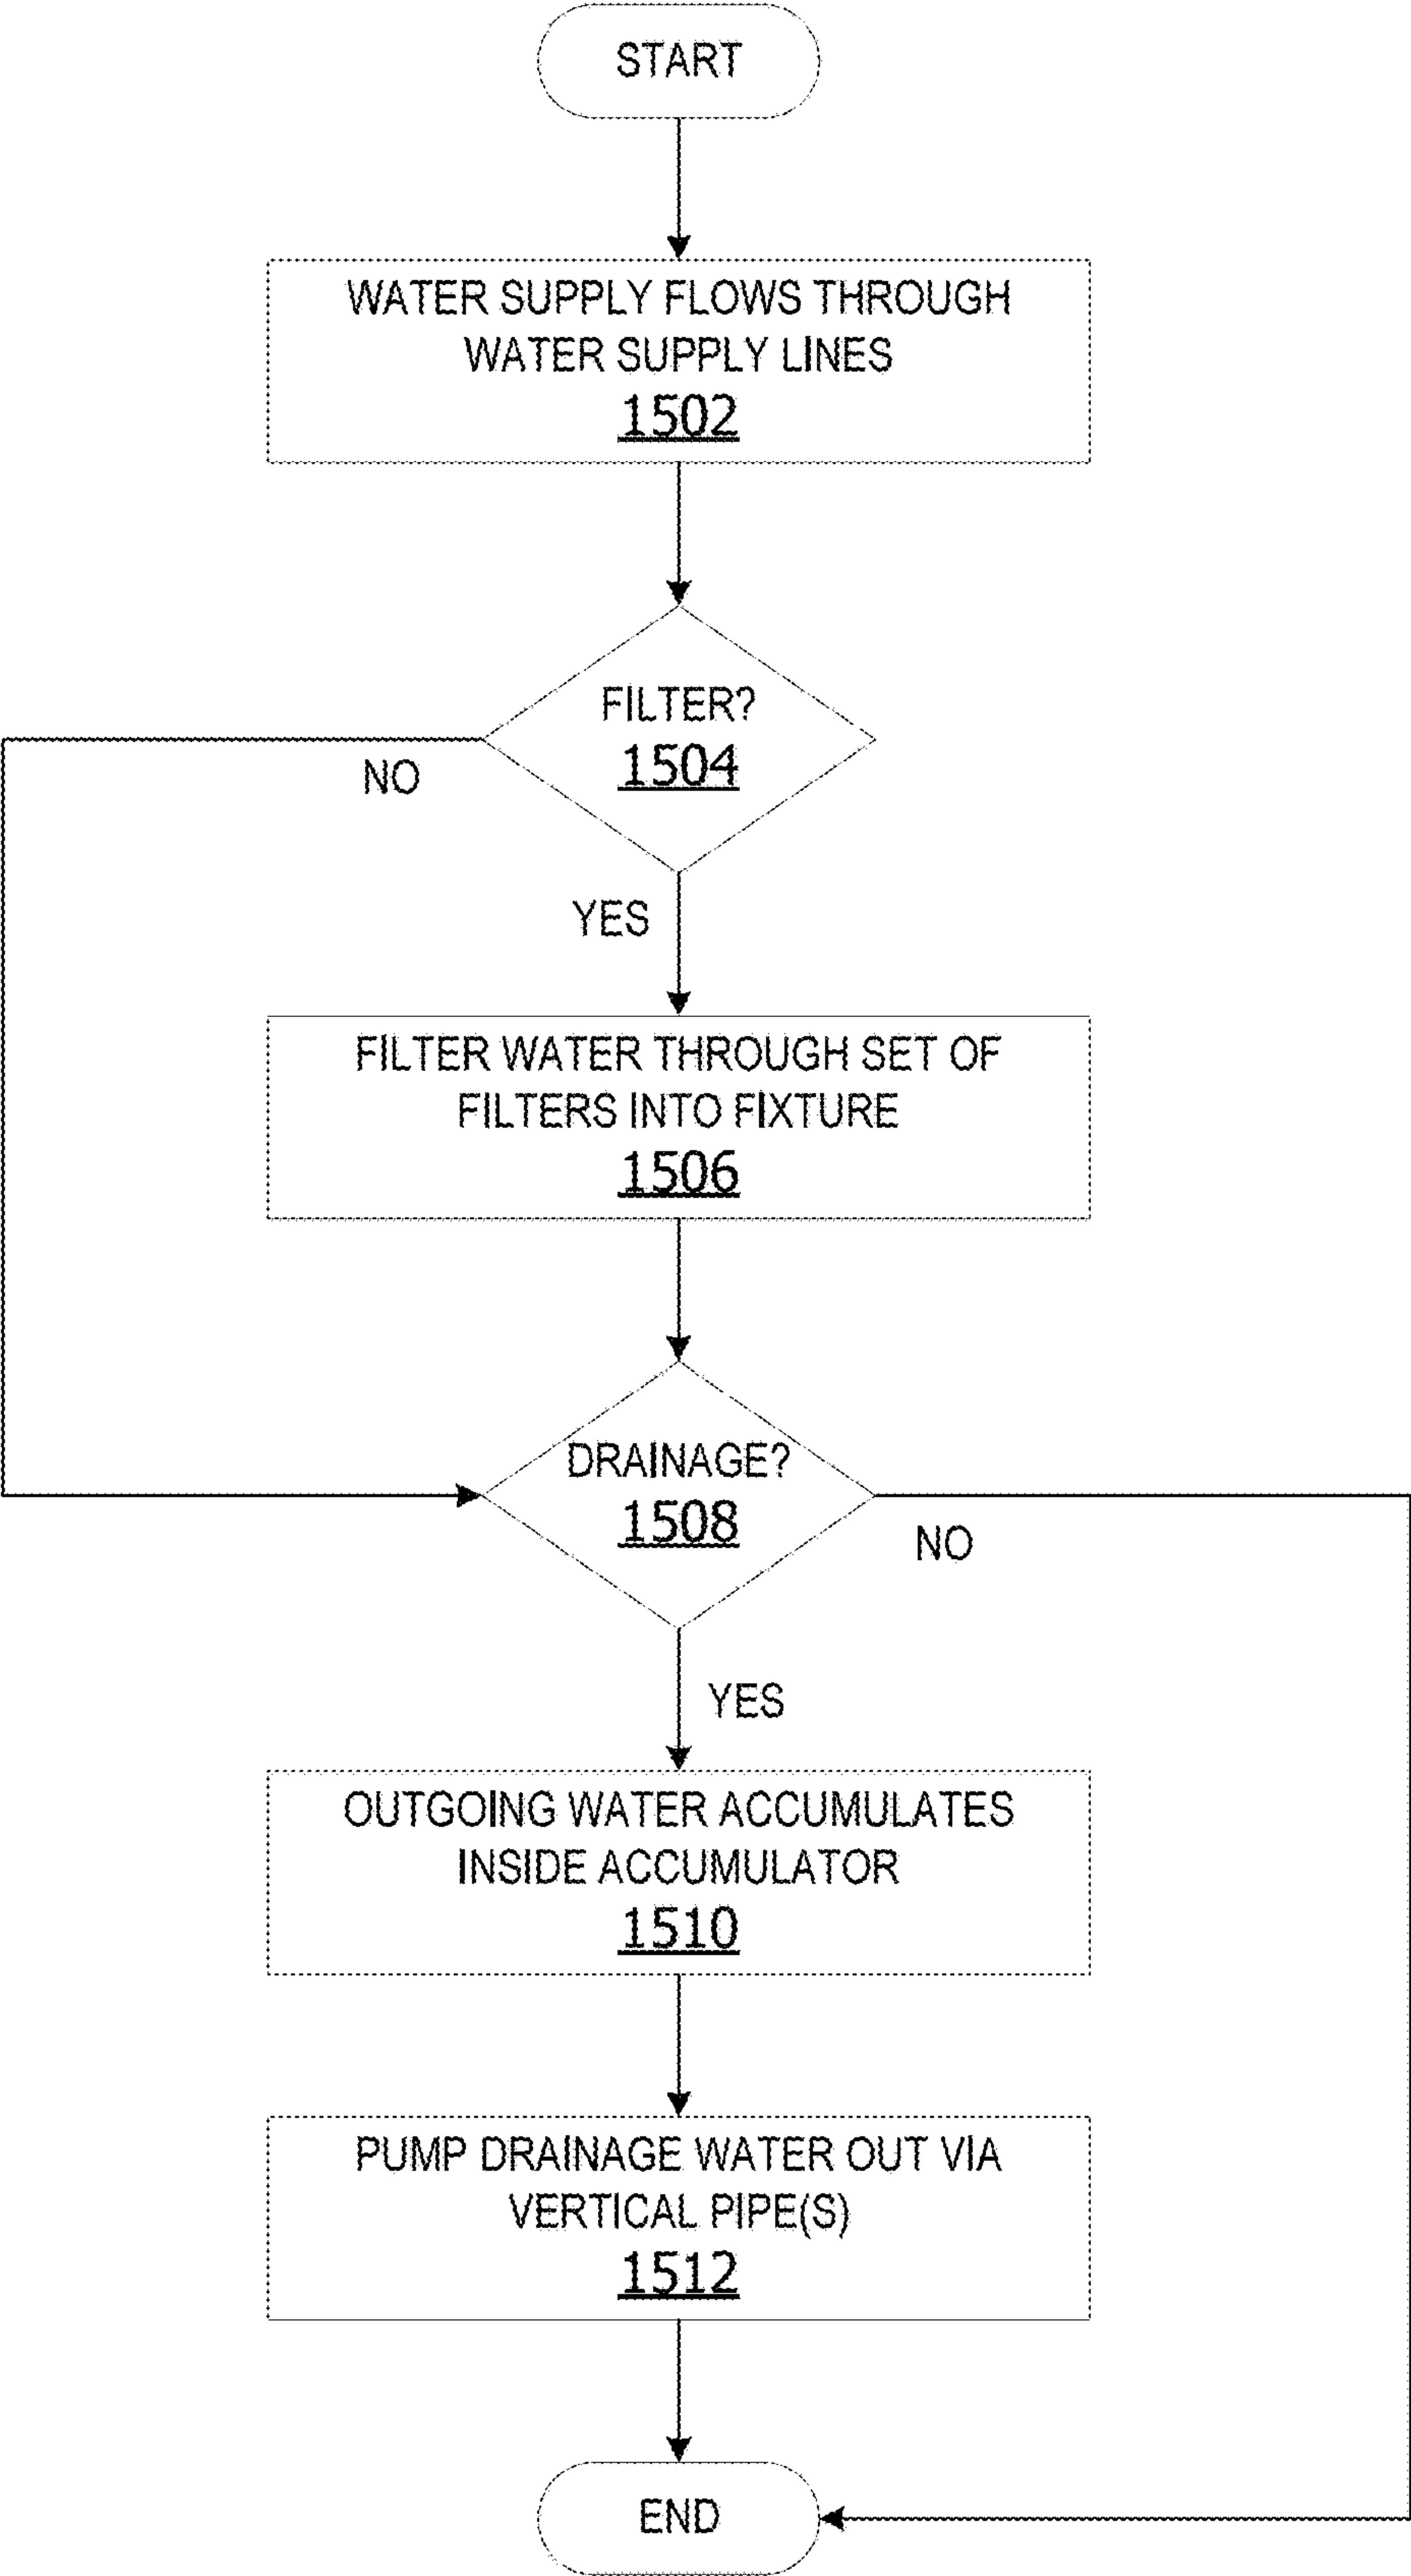 START
WATER SUPPLY FLOWS THROUGH
WATER SUPPLY LINES
1502
FILTER?
1504
NO
YES
FILTER WATER THROUGH SET OF
FILTERS INTO FIXTURE
1506
DRAINAGE?
1508
NO
YES
OUTGOING WATER ACCUMULATES
INSIDE ACCUMULATOR
1510
PUMP DRAINAGE WATER OUT VIA
VERTICAL PIPE(S)
1512
END